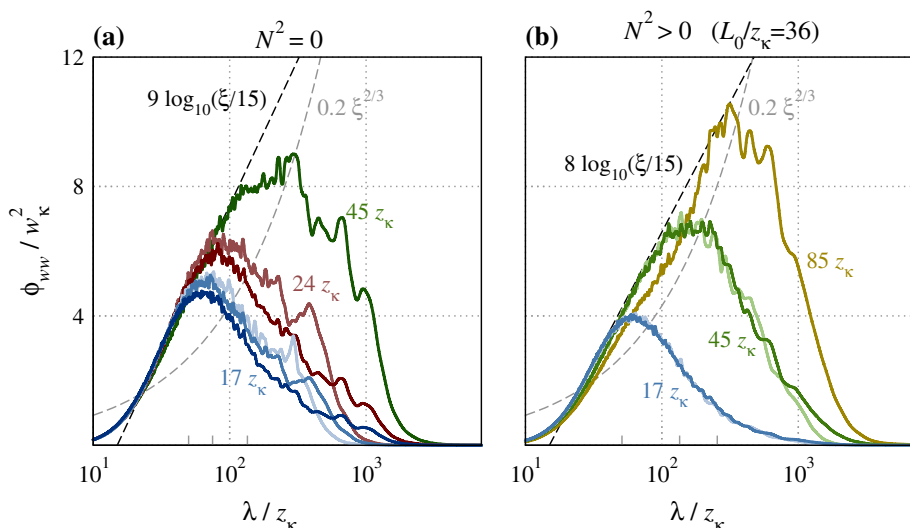 (a) N² = 0
(b) N² > 0 (L₀/z_κ=36)
12
9 log₁₀(ξ/15)
0.2 ξ^{2/3}
0.2 ξ^{2/3}
8
8 log₁₀(ξ/15)
45 z_κ
ϕ_ww / w_κ²
24 z_κ
85 z_κ
4
45 z_κ
17 z_κ
17 z_κ
10¹ 10² 10³
10¹ 10² 10³
λ / z_κ
λ / z_κ